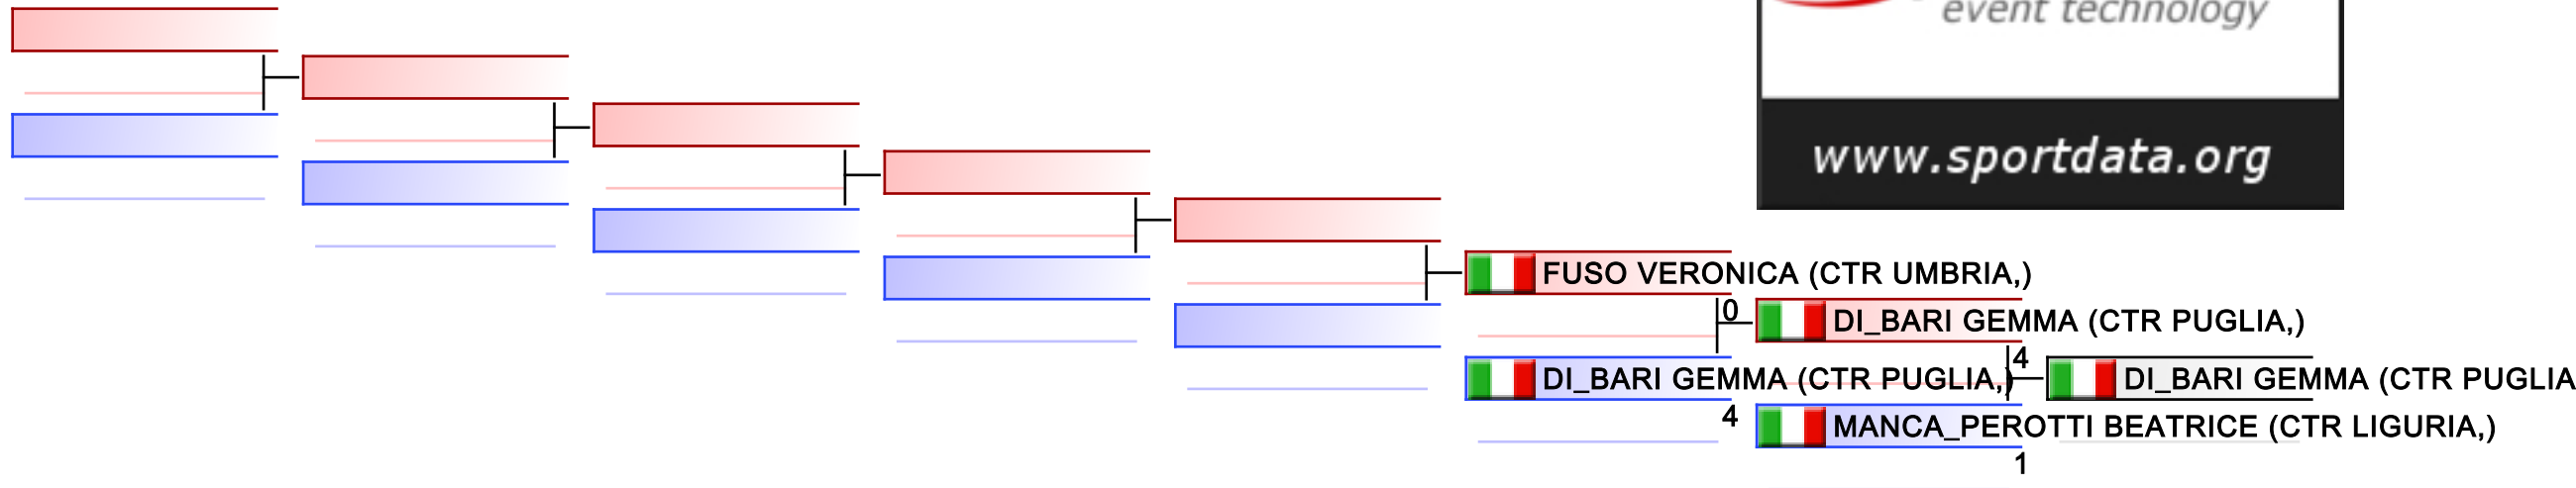 event technology
www.sportdata.org
FUSO VERONICA (CTR UMBRIA,)
0
DI_BARI GEMMA (CTR PUGLIA,)
4
DI_BARI GEMMA (CTR PUGLIA,)
DI_BARI GEMMA (CTR PUGLIA
4
MANCA_PEROTTI BEATRICE (CTR LIGURIA,)
1